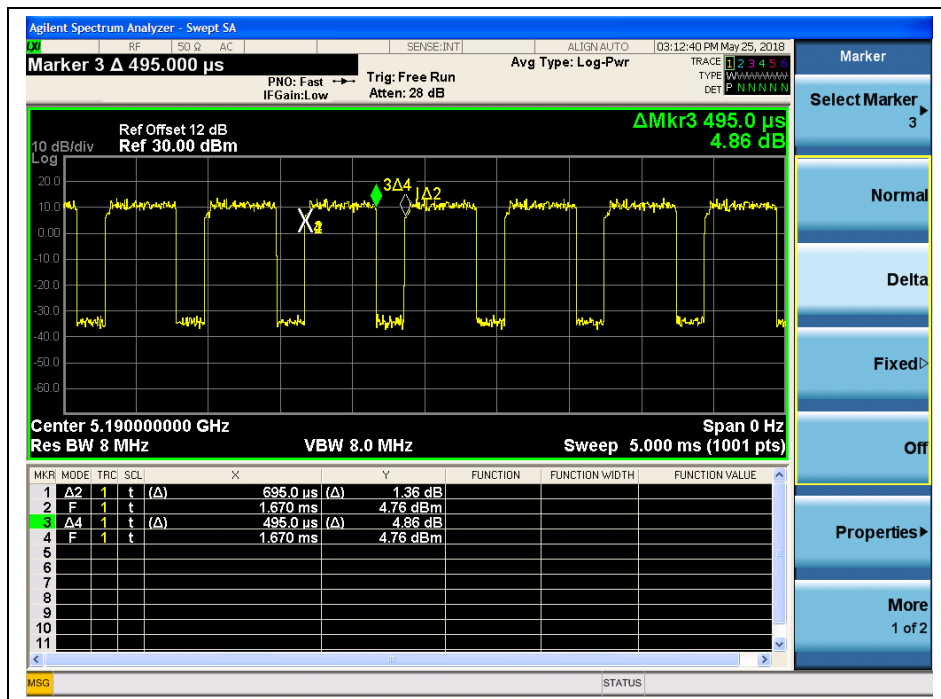 Agilent Spectrum Analyzer - Swept SA
LXI RF 50 Ω AC SENSE:INT ALIGN AUTO 03:12:40 PM May 25, 2018
Marker 3 Δ 495.000 µs
PNO: Fast
IFGain:Low
Trig: Free Run
Atten: 28 dB
Avg Type: Log-Pwr
TRACE 1 2 3 4 5 6
TYPE WWWWWW
DET P N N N N N
Ref Offset 12 dB
10 dB/div Ref 30.00 dBm
Log
ΔMkr3 495.0 µs
4.86 dB
20.0
10.0
0.00
-10.0
-20.0
-30.0
-40.0
-50.0
-60.0
3Δ4
1Δ2
Center 5.190000000 GHz Span 0 Hz
Res BW 8 MHz VBW 8.0 MHz Sweep 5.000 ms (1001 pts)
MKR MODE TRC SCL X Y FUNCTION FUNCTION WIDTH FUNCTION VALUE
1 Δ2 1 t (Δ) 695.0 µs (Δ) 1.36 dB
2 F 1 t 1.670 ms 4.76 dBm
3 Δ4 1 t (Δ) 495.0 µs (Δ) 4.86 dB
4 F 1 t 1.670 ms 4.76 dBm
5
6
7
8
9
10
11
MSG STATUS
Marker
Select Marker
3
Normal
Delta
Fixed
Off
Properties
More
1 of 2